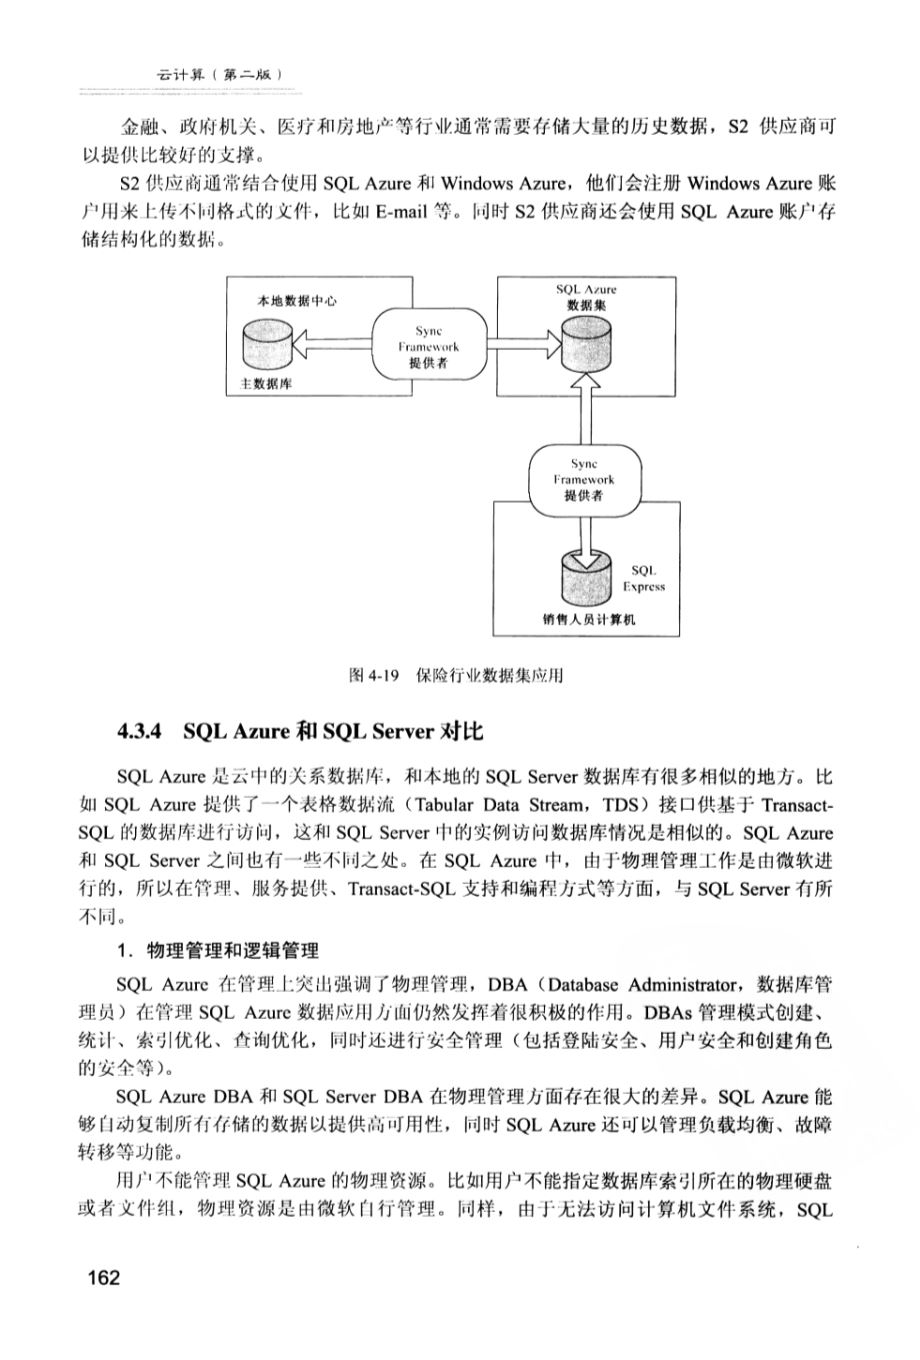 云计算（第二版）
金融、政府机关、医疗和房地产等行业通常需要存储大量的历史数据，S2 供应商可
以提供比较好的支撑。
S2 供应商通常结合使用 SQL Azure 和 Windows Azure，他们会注册 Windows Azure 账
户用来上传不同格式的文件，比如 E-mail 等。同时 S2 供应商还会使用 SQL Azure 账户存
储结构化的数据。
本地数据中心
主数据库
Sync
Framework
提供者
SQL Azure
数据集
Sync
Framework
提供者
SQL
Express
销售人员计算机
图 4-19 保险行业数据集应用
4.3.4 SQL Azure 和 SQL Server 对比
SQL Azure 是云中的关系数据库，和本地的 SQL Server 数据库有很多相似的地方。比
如 SQL Azure 提供了一个表格数据流（Tabular Data Stream，TDS）接口供基于 Transact-
SQL 的数据库进行访问，这和 SQL Server 中的实例访问数据库情况是相似的。SQL Azure
和 SQL Server 之间也有一些不同之处。在 SQL Azure 中，由于物理管理工作是由微软进
行的，所以在管理、服务提供、Transact-SQL 支持和编程方式等方面，与 SQL Server 有所
不同。
1．物理管理和逻辑管理
SQL Azure 在管理上突出强调了物理管理，DBA（Database Administrator，数据库管
理员）在管理 SQL Azure 数据应用方面仍然发挥着很积极的作用。DBAs 管理模式创建、
统计、索引优化、查询优化，同时还进行安全管理（包括登陆安全、用户安全和创建角色
的安全等）。
SQL Azure DBA 和 SQL Server DBA 在物理管理方面存在很大的差异。SQL Azure 能
够自动复制所有存储的数据以提供高可用性，同时 SQL Azure 还可以管理负载均衡、故障
转移等功能。
用户不能管理 SQL Azure 的物理资源。比如用户不能指定数据库索引所在的物理硬盘
或者文件组，物理资源是由微软自行管理。同样，由于无法访问计算机文件系统，SQL
162